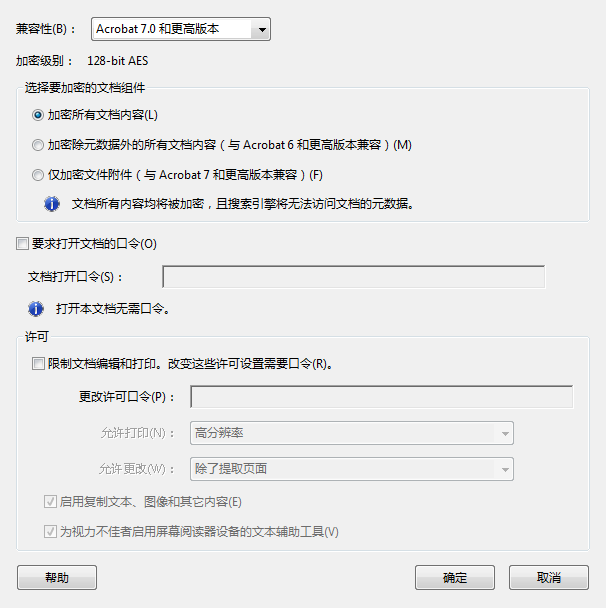 兼容性(B)： Acrobat 7.0 和更高版本
加密级别： 128-bit AES
选择要加密的文档组件
加密所有文档内容(L)
加密除元数据外的所有文档内容（与 Acrobat 6 和更高版本兼容）(M)
仅加密文件附件（与 Acrobat 7 和更高版本兼容）(F)
文档所有内容均将被加密，且搜索引擎将无法访问文档的元数据。
要求打开文档的口令(O)
文档打开口令(S)：
打开本文档无需口令。
许可
限制文档编辑和打印。改变这些许可设置需要口令(R)。
更改许可口令(P)：
允许打印(N)： 高分辨率
允许更改(W)： 除了提取页面
启用复制文本、图像和其它内容(E)
为视力不佳者启用屏幕阅读器设备的文本辅助工具(V)
帮助 确定 取消